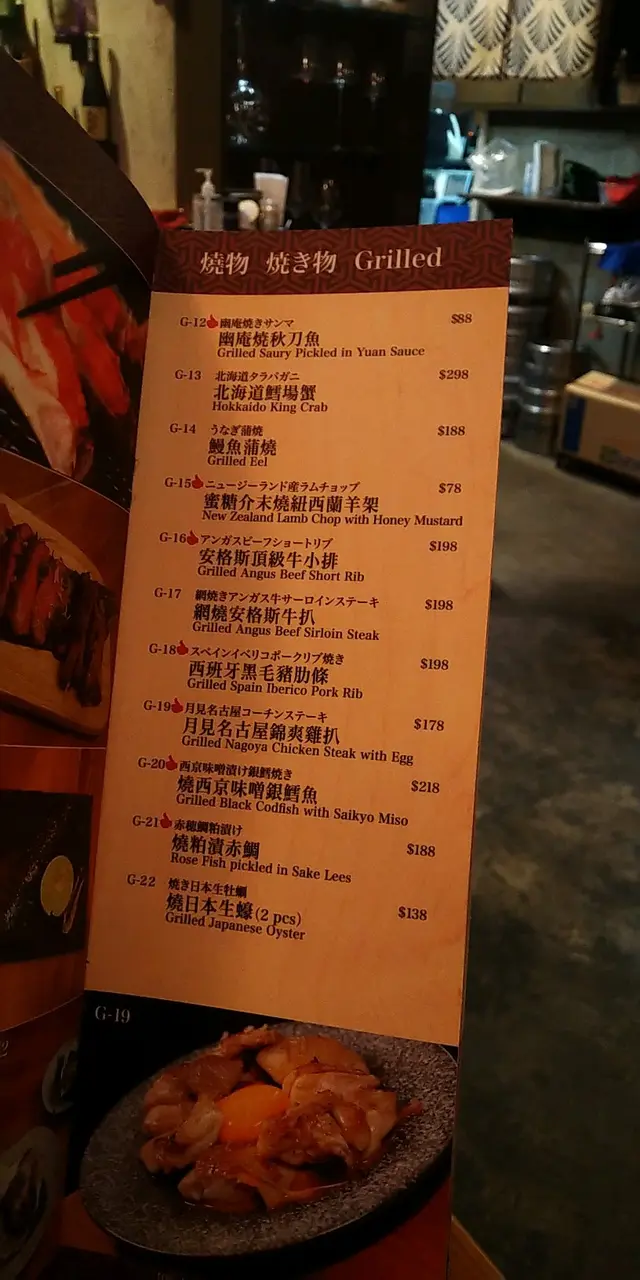 燒物 焼き物 Grilled
G-12 幽庵焼きサンマ $88
幽庵燒秋刀魚
Grilled Saury Pickled in Yuan Sauce
G-13 北海道タラバガニ $298
北海道鱈場蟹
Hokkaido King Crab
G-14 うなぎ蒲焼 $188
鰻魚蒲燒
Grilled Eel
G-15 ニュージーランド産ラムチョップ $78
蜜糖介末燒紐西蘭羊架
New Zealand Lamb Chop with Honey Mustard
G-16 アンガスビーフショートリブ $198
安格斯頂級牛小排
Grilled Angus Beef Short Rib
G-17 網焼きアンガス牛サーロインステーキ $198
網燒安格斯牛扒
Grilled Angus Beef Sirloin Steak
G-18 スペインイベリコポークリブ焼き $198
西班牙黑毛豬肋條
Grilled Spain Iberico Pork Rib
G-19 月見名古屋コーチンステーキ $178
月見名古屋錦爽雞扒
Grilled Nagoya Chicken Steak with Egg
G-20 西京味噌漬け銀鱈焼き $218
燒西京味噌銀鱈魚
Grilled Black Codfish with Saikyo Miso
G-21 赤穂鯛粕漬け $188
燒粕漬赤鯛
Rose Fish pickled in Sake Lees
G-22 焼き日本生牡蠣 $138
燒日本生蠔(2 pcs)
Grilled Japanese Oyster
G-19